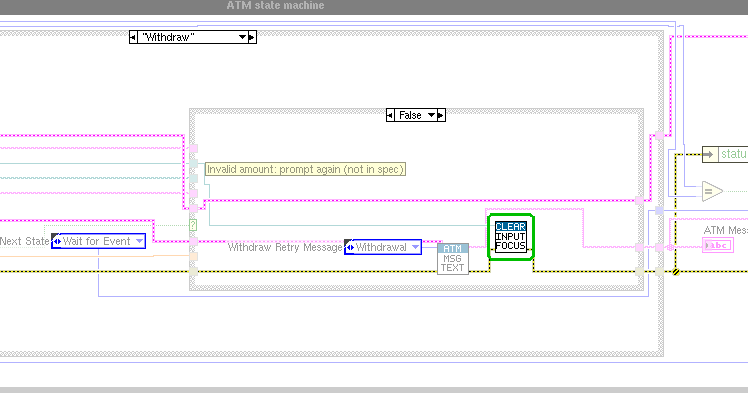 ATM state machine
"Withdraw"
False
Invalid amount: prompt again (not in spec)
statu
?
=
Next State
Wait for Event
Withdraw Retry Message
Withdrawal
ATM
MSG
TEXT
CLEAR
INPUT
FOCUS
ATM Mess
abc